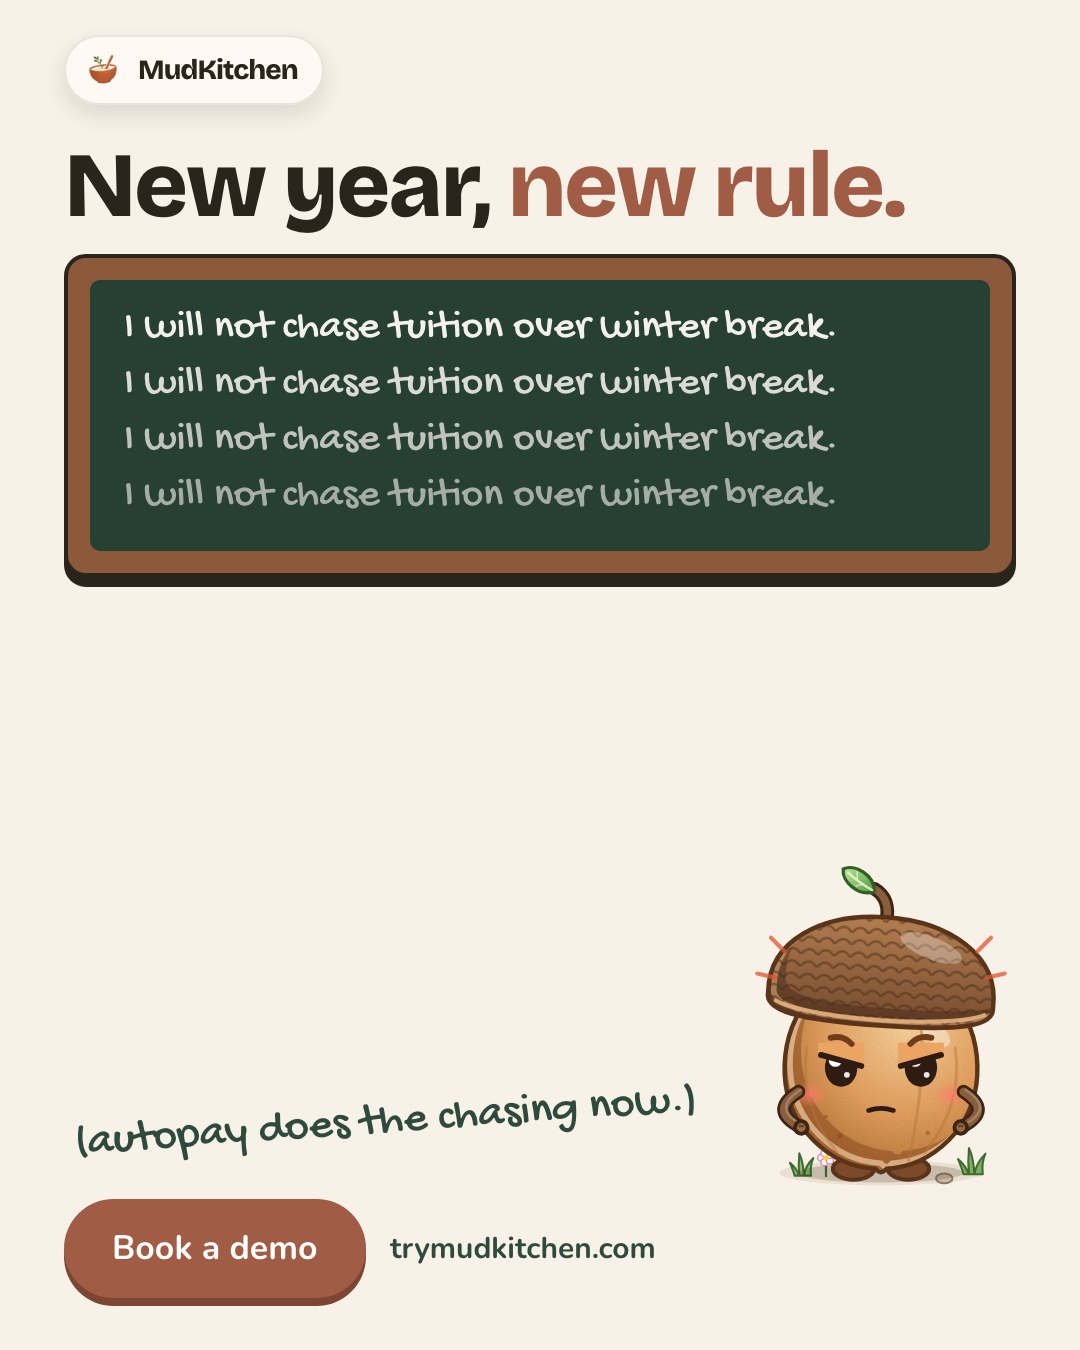 MudKitchen
New year, new rule.
I will not chase tuition over winter break.
I will not chase tuition over winter break.
I will not chase tuition over winter break.
I will not chase tuition over winter break.
(autopay does the chasing now.)
Book a demo
trymudkitchen.com